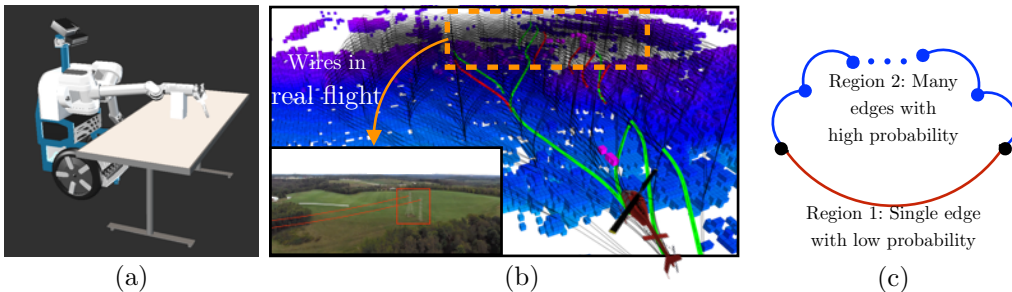 Wires in
real flight
Region 2: Many
edges with
high probability
Region 1: Single edge
with low probability
(a)
(b)
(c)